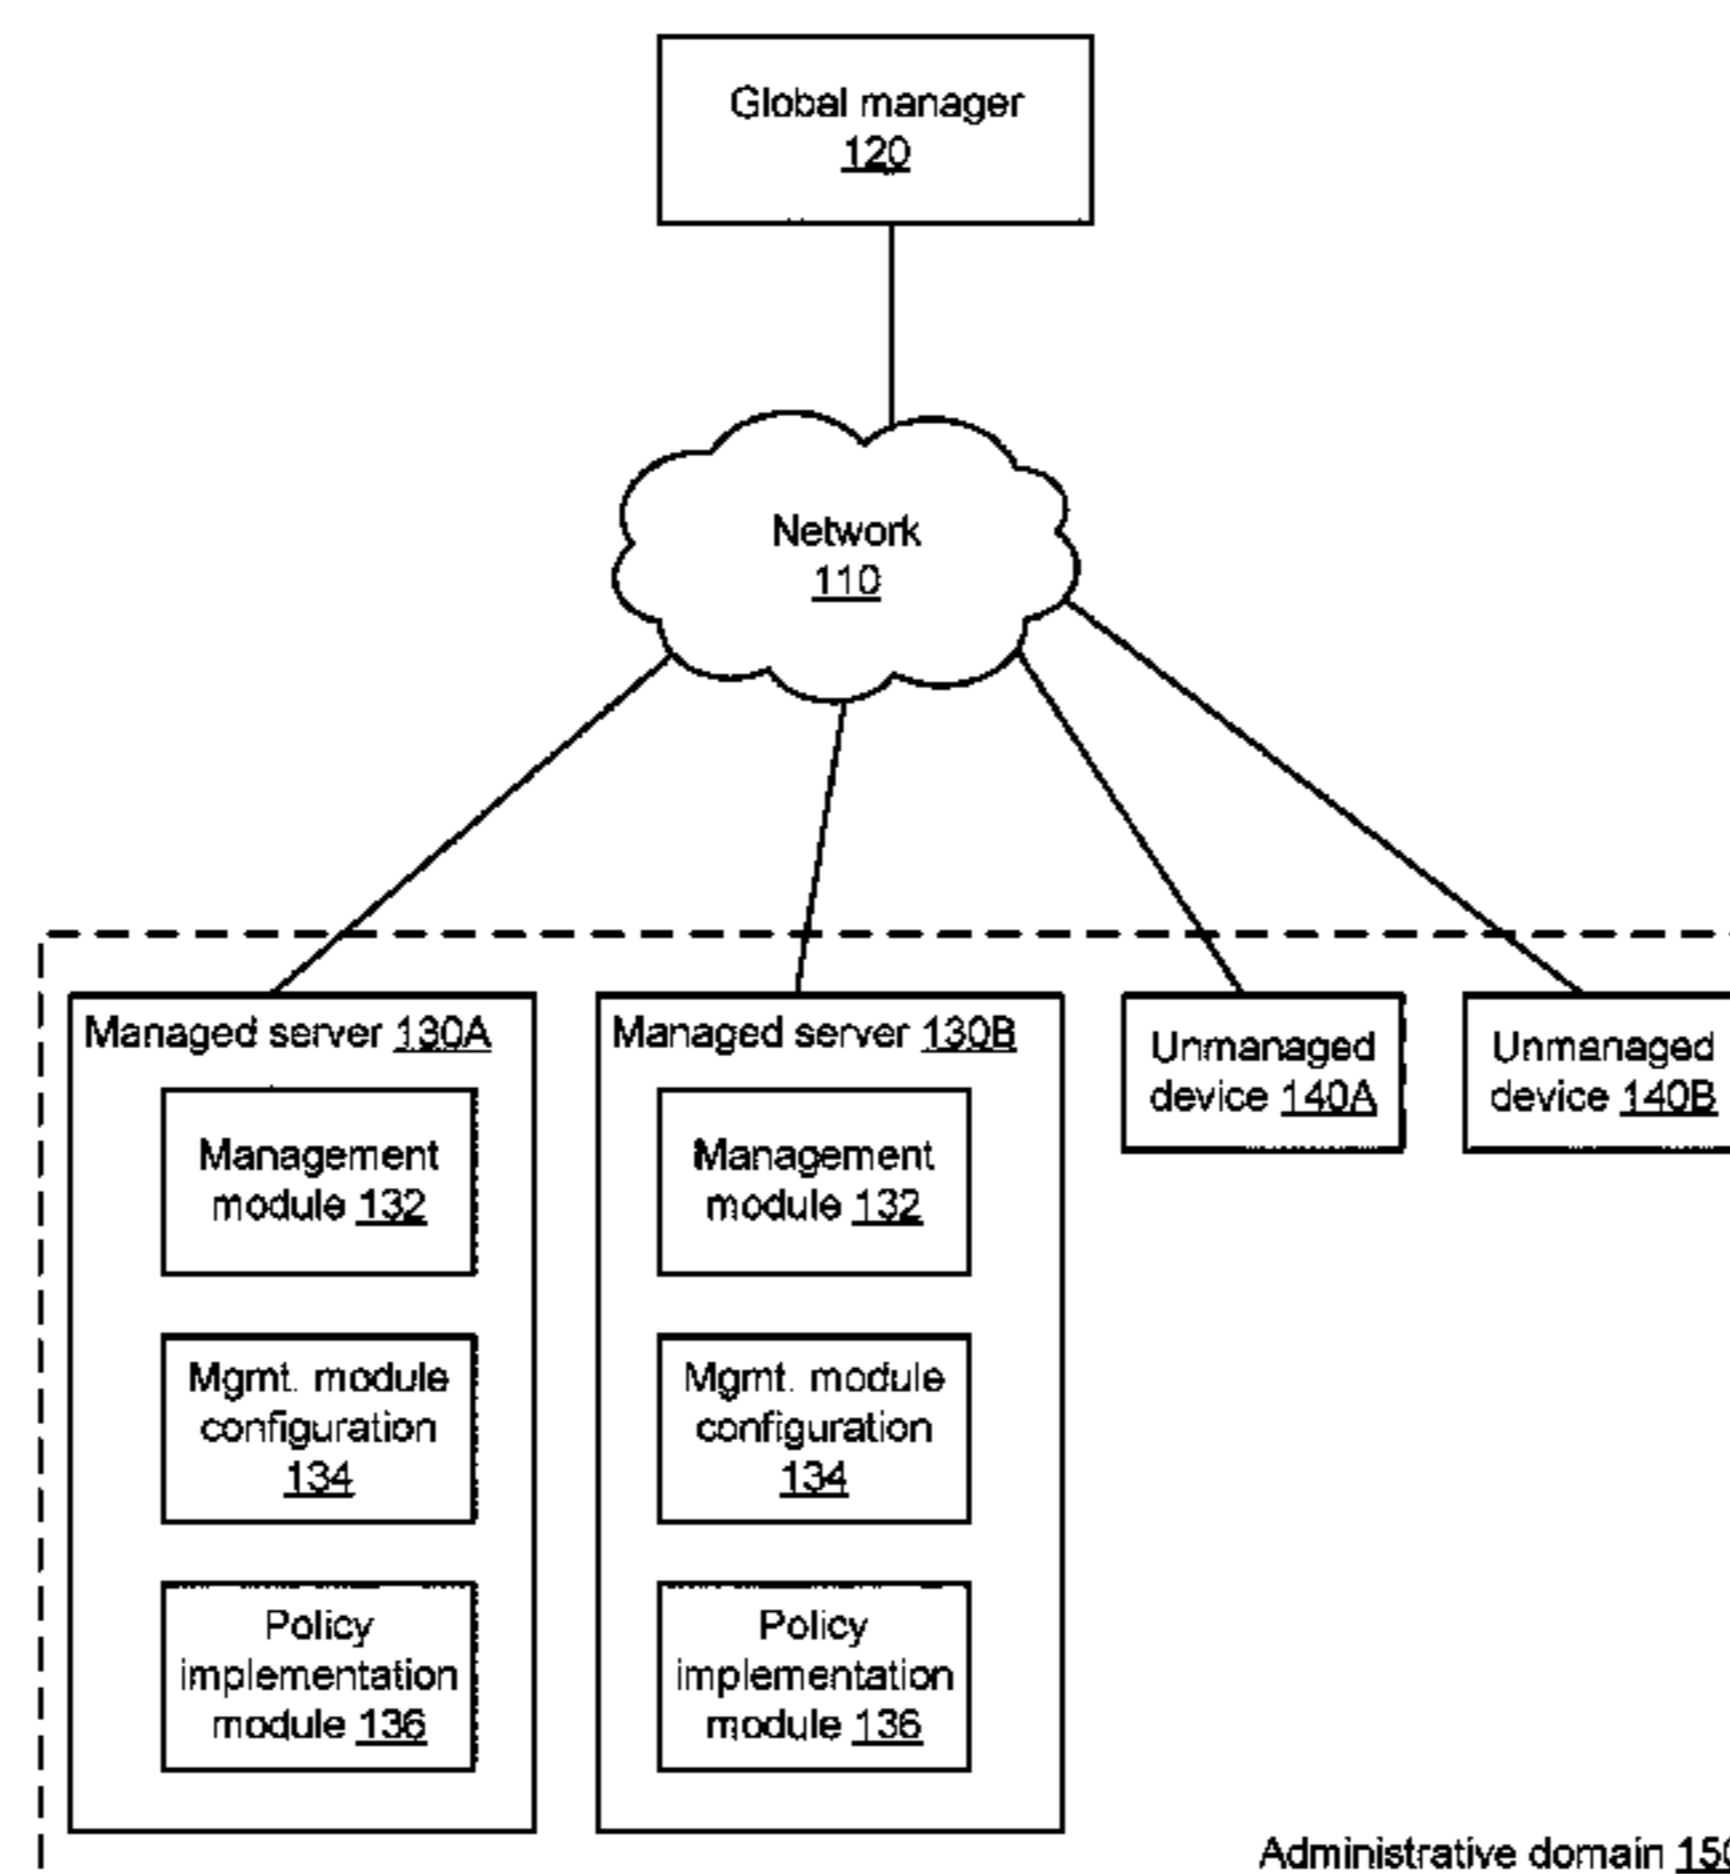 Global manager
120
Network
110
Managed server 130A
Management
module 132
Mgmt. module
configuration
134
Policy
implementation
module 136
Managed server 130B
Management
module 132
Mgmt. module
configuration
134
Policy
implementation
module 136
Unmanaged
device 140A
Unmanaged
device 140B
Administrative domain 150